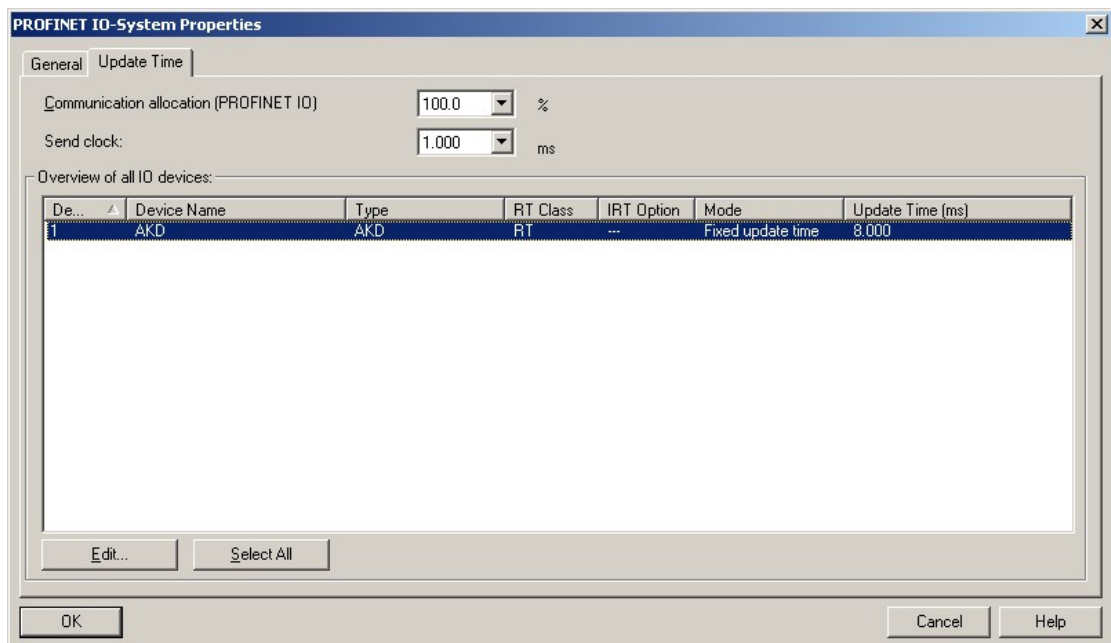 PROFINET IO-System Properties
General Update Time
Communication allocation (PROFINET IO) 100.0 %
Send clock: 1.000 ms
Overview of all IO devices:
De... Device Name Type RT Class IRT Option Mode Update Time (ms)
1 AKD AKD RT --- Fixed update time 8.000
Edit... Select All
OK Cancel Help